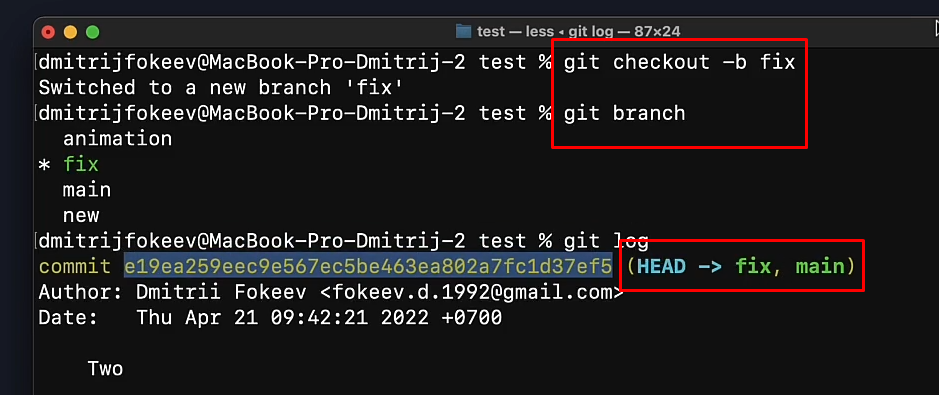 test — less ◂ git log — 87×24
[dmitrijfokeev@MacBook-Pro-Dmitrij-2 test % git checkout -b fix
Switched to a new branch 'fix'
[dmitrijfokeev@MacBook-Pro-Dmitrij-2 test % git branch
  animation
* fix
  main
  new
[dmitrijfokeev@MacBook-Pro-Dmitrij-2 test % git log
commit e19ea259eec9e567ec5be463ea802a7fc1d37ef5 (HEAD -> fix, main)
Author: Dmitrii Fokeev <fokeev.d.1992@gmail.com>
Date:   Thu Apr 21 09:42:21 2022 +0700
    Two